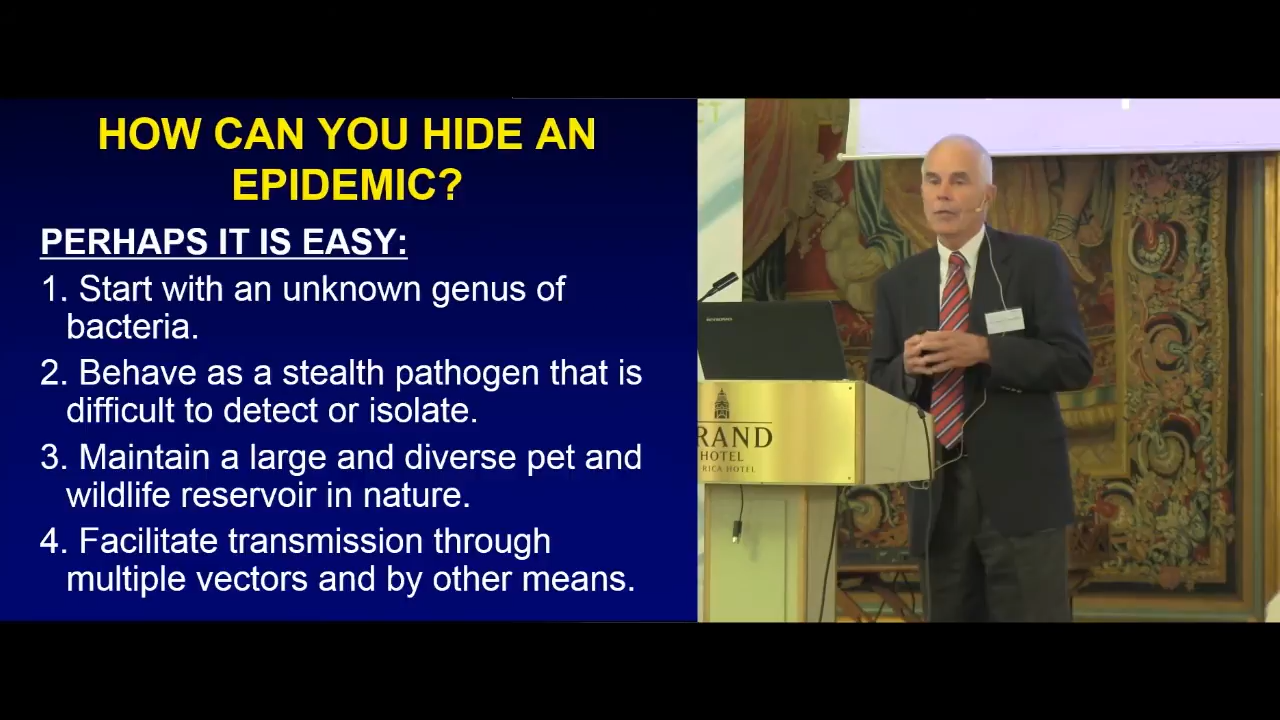 HOW CAN YOU HIDE AN
EPIDEMIC?
PERHAPS IT IS EASY:
1. Start with an unknown genus of
bacteria.
2. Behave as a stealth pathogen that is
difficult to detect or isolate.
3. Maintain a large and diverse pet and
wildlife reservoir in nature.
4. Facilitate transmission through
multiple vectors and by other means.
RAND
HOTEL
RICA HOTEL